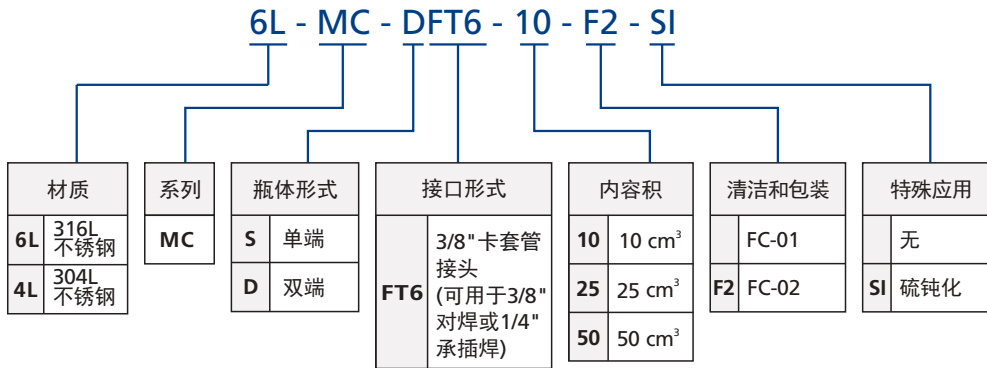 6L - MC - DFT6 - 10 - F2 - SI
材质
6L 316L
不锈钢
4L 304L
不锈钢
系列
MC
瓶体形式
S 单端
D 双端
接口形式
FT6 3/8"卡套管
接头
(可用于3/8"
对焊或1/4"
承插焊)
内容积
10 10 cm³
25 25 cm³
50 50 cm³
清洁和包装
FC-01
F2 FC-02
特殊应用
无
SI 硫钝化